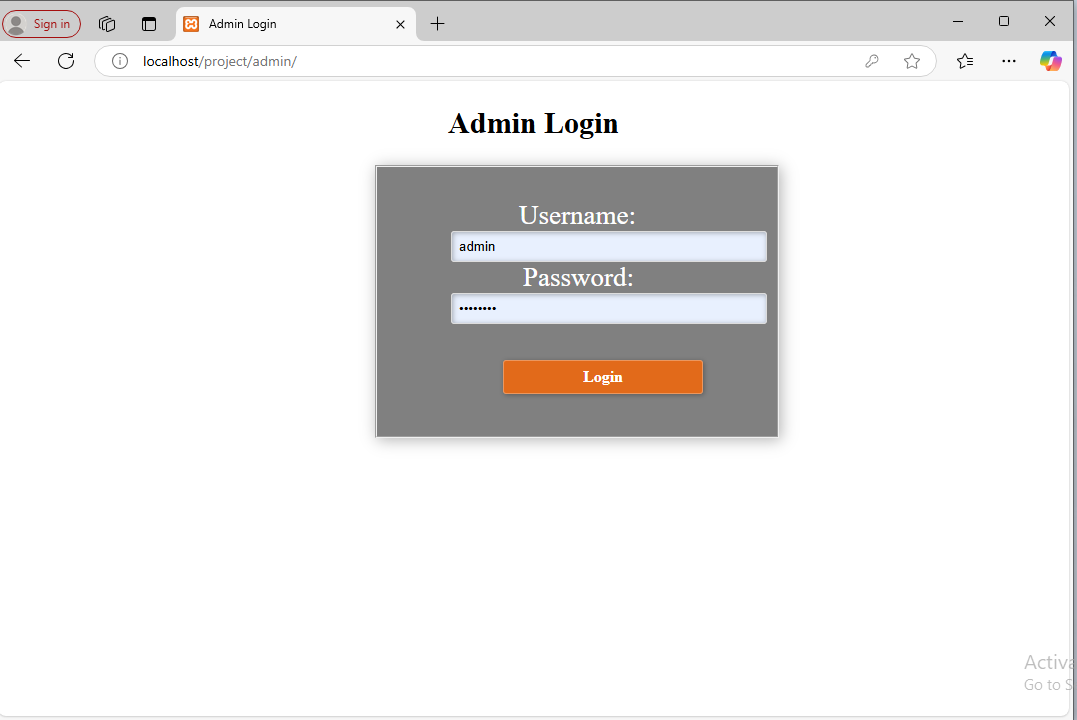 Sign in
Admin Login
localhost/project/admin/
Admin Login
Username:
admin
Password:
••••••••
Login
Activa
Go to S